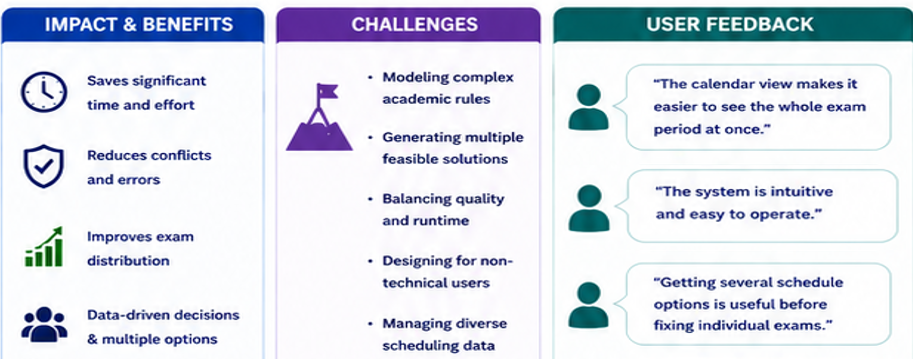 IMPACT & BENEFITS
Saves significant
time and effort
Reduces conflicts
and errors
Improves exam
distribution
Data-driven decisions
& multiple options
CHALLENGES
• Modeling complex
academic rules
• Generating multiple
feasible solutions
• Balancing quality
and runtime
• Designing for non-
technical users
• Managing diverse
scheduling data
USER FEEDBACK
“The calendar view makes it
easier to see the whole exam
period at once.”
“The system is intuitive
and easy to operate.”
“Getting several schedule
options is useful before
fixing individual exams.”